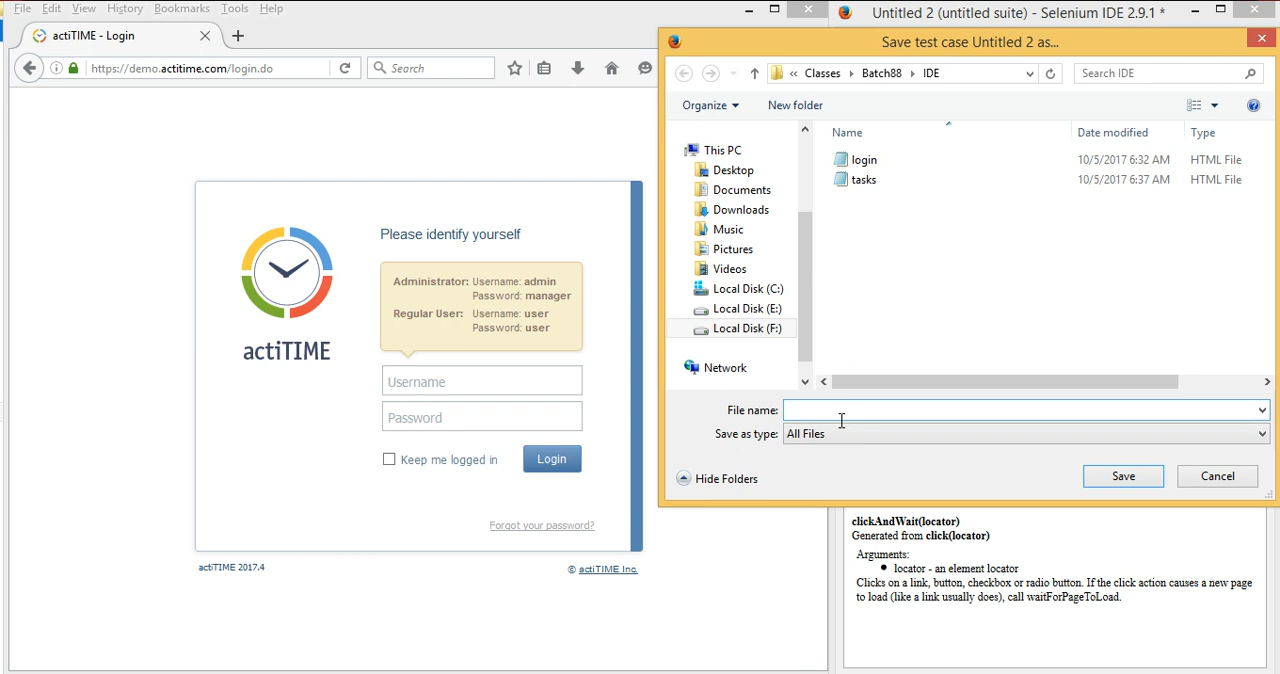 File Edit View History Bookmarks Tools Help
actiTIME - Login
https://demo.actitime.com/login.do
Search
Please identify yourself
Administrator: Username: admin
Password: manager
Regular User: Username: user
Password: user
actiTIME
Username
Password
Keep me logged in
Login
Forgot your password?
actiTIME 2017.4
© actiTIME Inc.
Untitled 2 (untitled suite) - Selenium IDE 2.9.1 *
Save test case Untitled 2 as...
« Classes Batch88 IDE
Search IDE
Organize
New folder
Name Date modified Type
login 10/5/2017 6:32 AM HTML File
tasks 10/5/2017 6:37 AM HTML File
This PC
Desktop
Documents
Downloads
Music
Pictures
Videos
Local Disk (C:)
Local Disk (E:)
Local Disk (F:)
Network
File name:
Save as type: All Files
Hide Folders
Save
Cancel
clickAndWait(locator)
Generated from click(locator)
Arguments:
locator - an element locator
Clicks on a link, button, checkbox or radio button. If the click action causes a new page
to load (like a link usually does), call waitForPageToLoad.